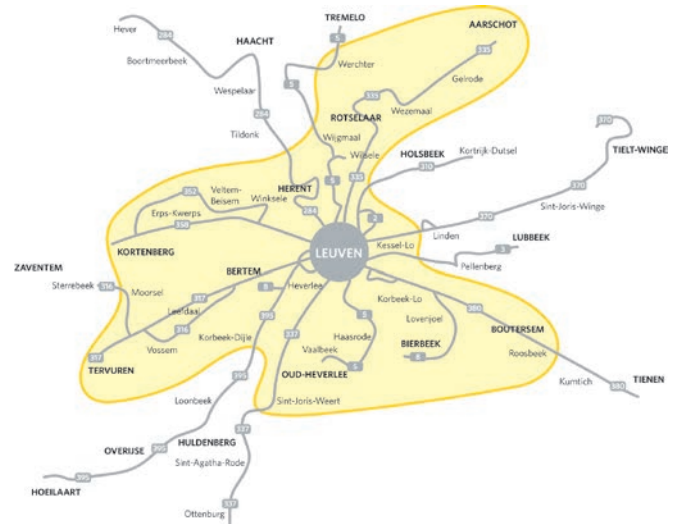 TREMELO
Hever
284
5
AARSCHOT
HAACHT
335
Boortmeerbeek
Werchter
Gelrode
Wespelaar
5
335
Wezemaal
284
ROTSELAAR
370
Tildonk
Wijgmaal
Wilsele
HOLSBEEK
Kortrijk-Dutsel
TIELT-WINGE
310
335
5
370
HERENT
352
Veltem-
Beisem
Winksele
Sint-Joris-Winge
284
2
370
Erps-Kwerps
358
Linden
LUBBEEK
Kessel-Lo
3
KORTENBERG
LEUVEN
Pellenberg
ZAVENTEM
BERTEM
Sterrebeek
316
Moorsel
317
8
Heverlee
Korbeek-Lo
Leefdaal
395
5
Lovenjoel
380
316
337
BOUTERSEM
Korbeek-Dijle
Haasrode
Vossem
Vaalbeek
BIERBEEK
8
Roosbeek
317
TERVUREN
5
OUD-HEVERLEE
395
Kumtich
TIENEN
380
Loonbeek
Sint-Joris-Weert
337
HULDENBERG
OVERIJSE
395
Sint-Agatha-Rode
HOEILAART
395
337
Ottenburg